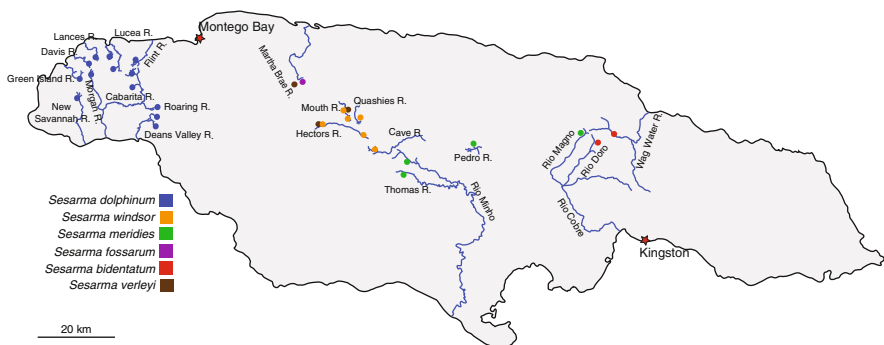 Montego Bay
Lances R.
Lucea R.
Davis R.
Flint R.
Green Island R.
Morgan R.
Cabarita R.
New
Savannah R.
Roaring R.
Deans Valley R.
Martha Brae R.
Mouth R.
Quashies R.
Hectors R.
Cave R.
Thomas R.
Pedro R.
Rio Minho
Rio Magno
Rio Doro
Wag Water R.
Rio Cobre
Kingston
Sesarma dolphinum
Sesarma windsor
Sesarma meridies
Sesarma fossarum
Sesarma bidentatum
Sesarma verleyi
20 km